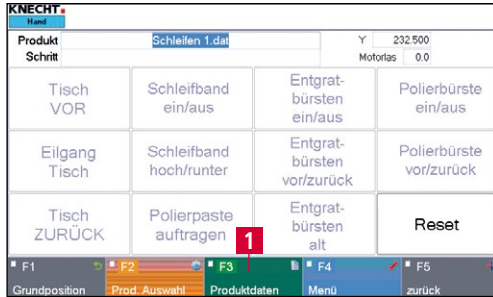 KNECHT
Hand
Produkt Schleifen 1.dat Y 232.500
Schritt Motorlas 0.0
Tisch
VOR
Schleifband
ein/aus
Entgrat-
bürsten
ein/aus
Polierbürste
ein/aus
Eilgang
Tisch
Schleifband
hoch/runter
Entgrat-
bürsten
vor/zurück
Polierbürste
vor/zurück
Tisch
ZURÜCK
Polierpaste
auftragen
Entgrat-
bürsten
alt
Reset
1
F1 F2 F3 F4 F5
Grundposition Prod. Auswahl Produktdaten Menü zurück